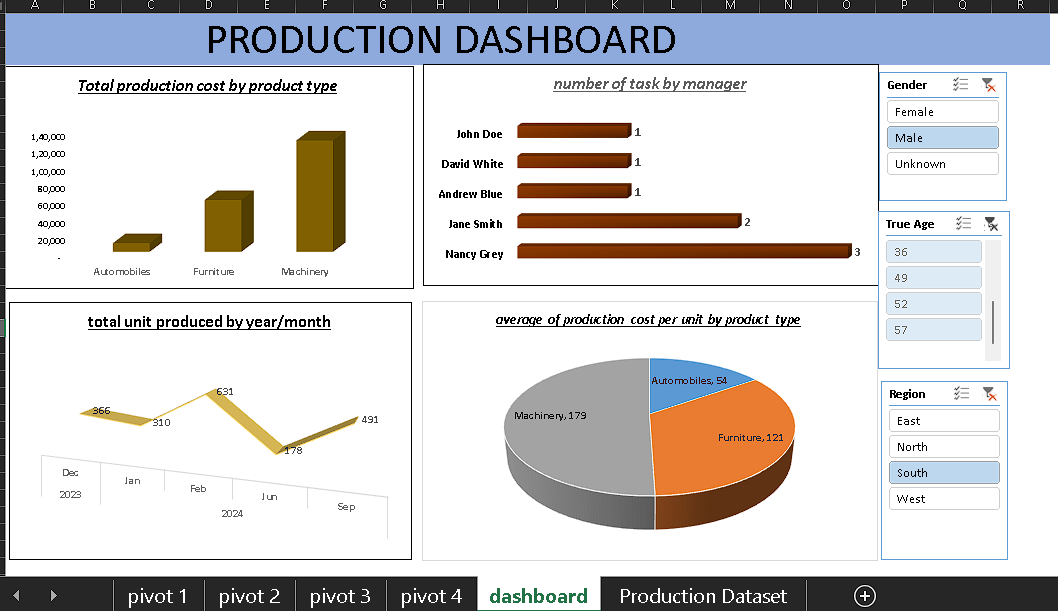 A B C D E F G H I J K L M N O P Q R
PRODUCTION DASHBOARD
Total production cost by product type
1,40,000
1,20,000
1,00,000
80,000
60,000
40,000
20,000
-
Automobiles Furniture Machinery
number of task by manager
John Doe 1
David White 1
Andrew Blue 1
Jane Smith 2
Nancy Grey 3
Gender
Female
Male
Unknown
True Age
36
49
52
57
total unit produced by year/month
366
310
631
178
491
Dec Jan Feb Jun Sep
2023 2024
average of production cost per unit by product type
Automobiles, 54
Machinery, 179
Furniture, 121
Region
East
North
South
West
pivot 1 pivot 2 pivot 3 pivot 4 dashboard Production Dataset